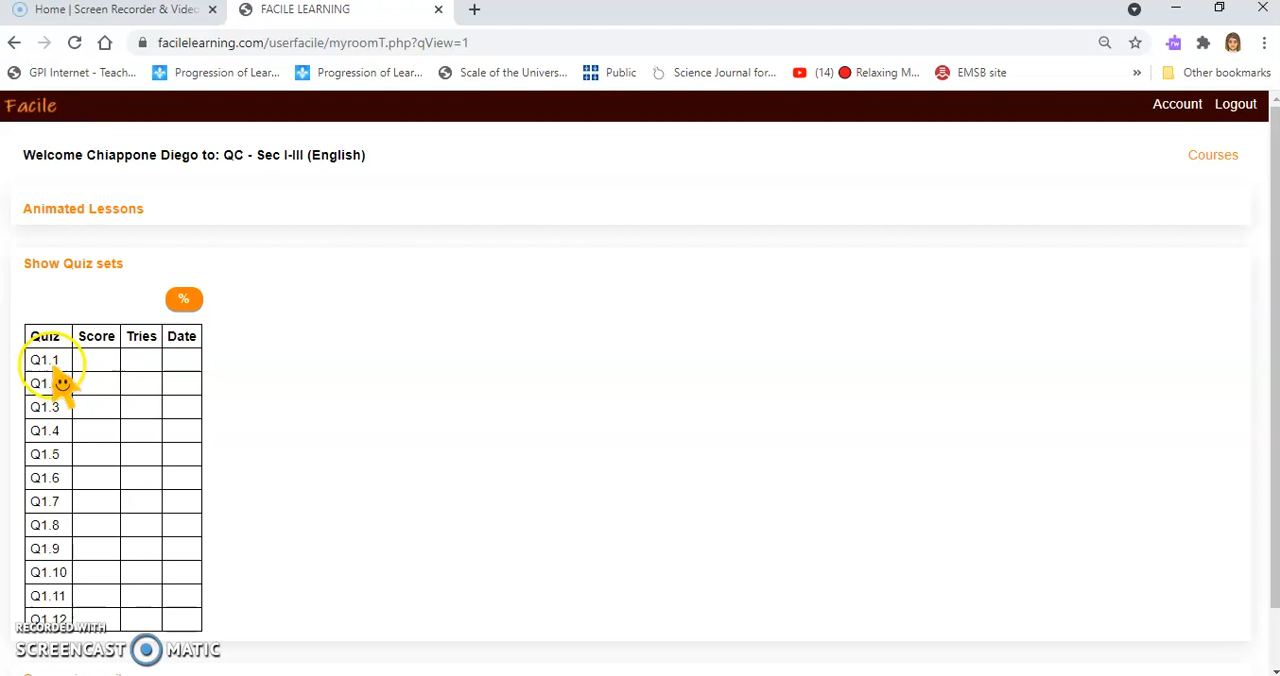 Home | Screen Recorder & Video
FACILE LEARNING
facilelearning.com/userfacile/myroomT.php?qView=1
GPI Internet - Teach... Progression of Lear... Progression of Lear... Scale of the Univers... Public Science Journal for... (14) Relaxing M... EMSB site » Other bookmarks
Facile
Account Logout
Welcome Chiappone Diego to: QC - Sec I-III (English)
Courses
Animated Lessons
Show Quiz sets
%
Quiz Score Tries Date
Q1.1
Q1.
Q1.3
Q1.4
Q1.5
Q1.6
Q1.7
Q1.8
Q1.9
Q1.10
Q1.11
Q1.12
RECORDED WITH
SCREENCAST MATIC